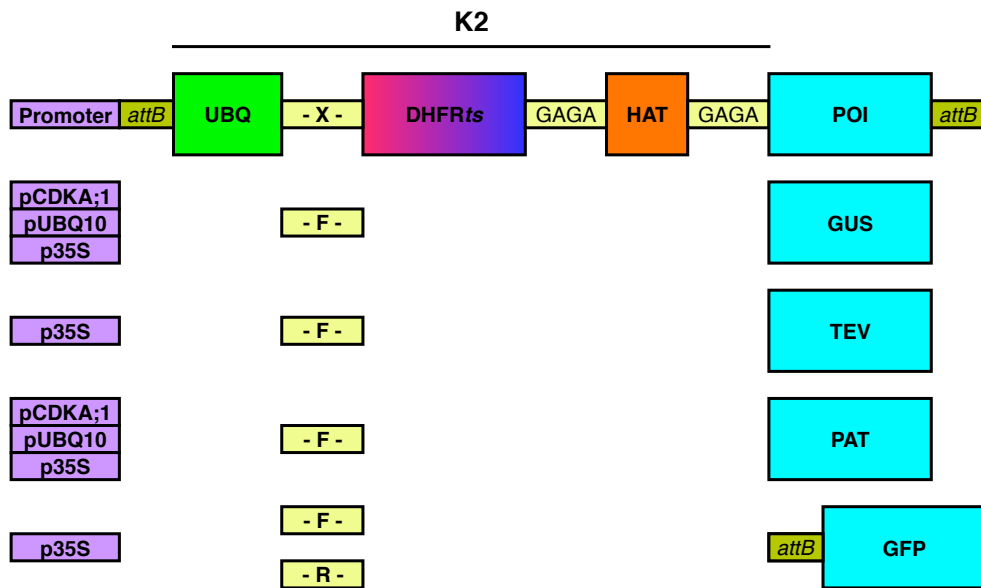 K2
Promoter attB UBQ - X - DHFRts GAGA HAT GAGA POI attB
pCDKA;1
pUBQ10 - F - GUS
p35S
p35S - F - TEV
pCDKA;1
pUBQ10 - F - PAT
p35S
- F -
p35S attB GFP
- R -